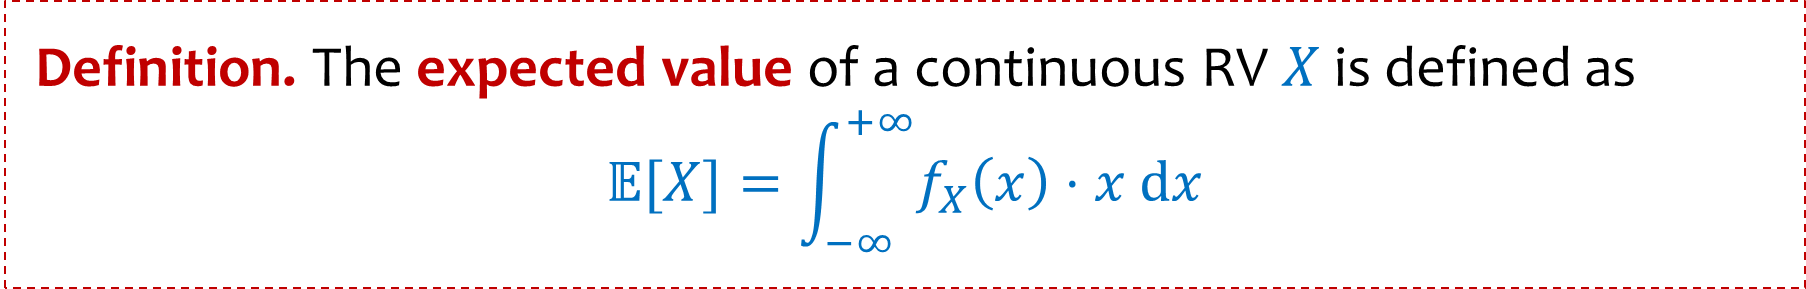 Definition. The expected value of a continuous RV X is defined as
𝔼[X] = ∫_{−∞}^{+∞} f_X(x) · x dx